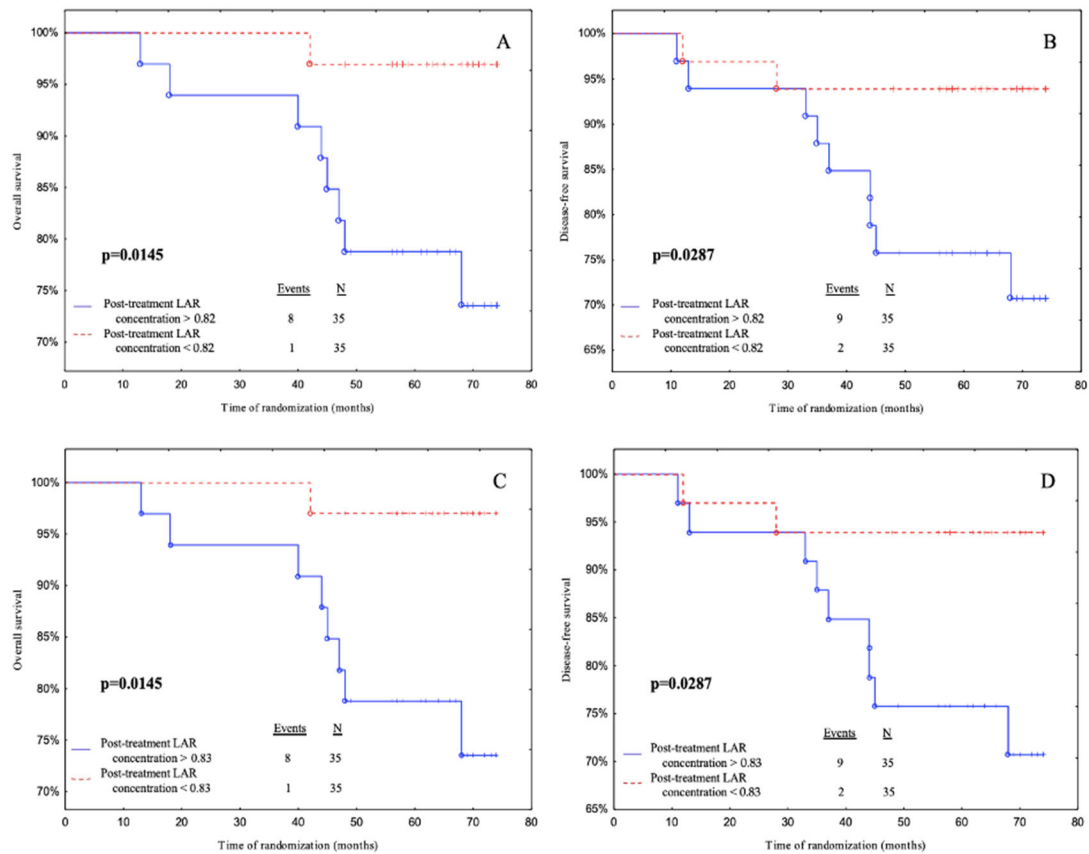 A
100%
95%
90%
85%
80%
75%
70%
Overall survival
p=0.0145
Events N
Post-treatment LAR
concentration > 0.82 8 35
Post-treatment LAR
concentration < 0.82 1 35
0 10 20 30 40 50 60 70 80
Time of randomization (months)
B
100%
95%
90%
85%
80%
75%
70%
65%
Disease-free survival
p=0.0287
Events N
Post-treatment LAR
concentration > 0.82 9 35
Post-treatment LAR
concentration < 0.82 2 35
0 10 20 30 40 50 60 70 80
Time of randomization (months)
C
100%
95%
90%
85%
80%
75%
70%
Overall survival
p=0.0145
Events N
Post-treatment LAR
concentration > 0.83 8 35
Post-treatment LAR
concentration < 0.83 1 35
0 10 20 30 40 50 60 70 80
Time of randomization (months)
D
100%
95%
90%
85%
80%
75%
70%
65%
Disease-free survival
p=0.0287
Events N
Post-treatment LAR
concentration > 0.83 9 35
Post-treatment LAR
concentration < 0.83 2 35
0 10 20 30 40 50 60 70 80
Time of randomization (months)